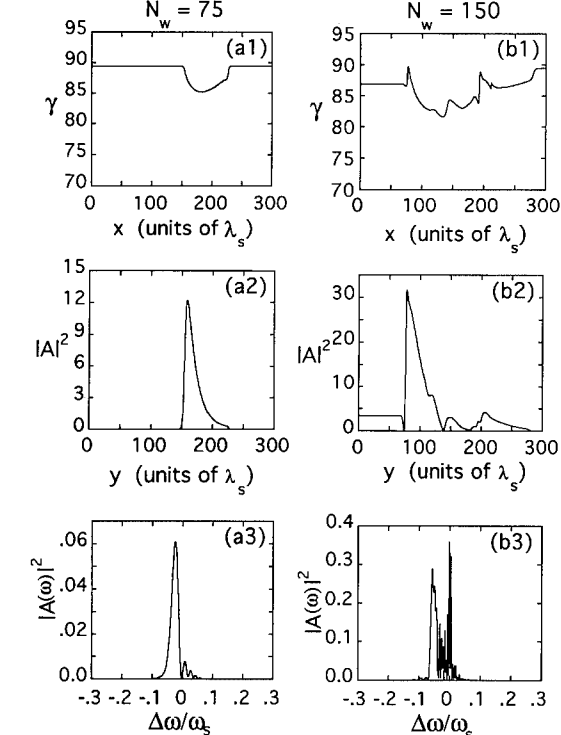 N_w = 75
N_w = 150
(a1)
γ
95
90
85
80
75
70
0 100 200 300
x (units of λ_s)
(b1)
γ
95
90
85
80
75
70
0 100 200 300
x (units of λ_s)
(a2)
|A|²
15
12
9
6
3
0
0 100 200 300
y (units of λ_s)
(b2)
|A|²
30
20
10
0
0 100 200 300
y (units of λ_s)
(a3)
|A(ω)|²
.06
.04
.02
0.0
-.3 -.2 -.1 0 .1 .2 .3
Δω/ω_s
(b3)
|A(ω)|²
0.4
0.3
0.2
0.1
0.0
-.3 -.2 -.1 0 .1 .2 .3
Δω/ω_s